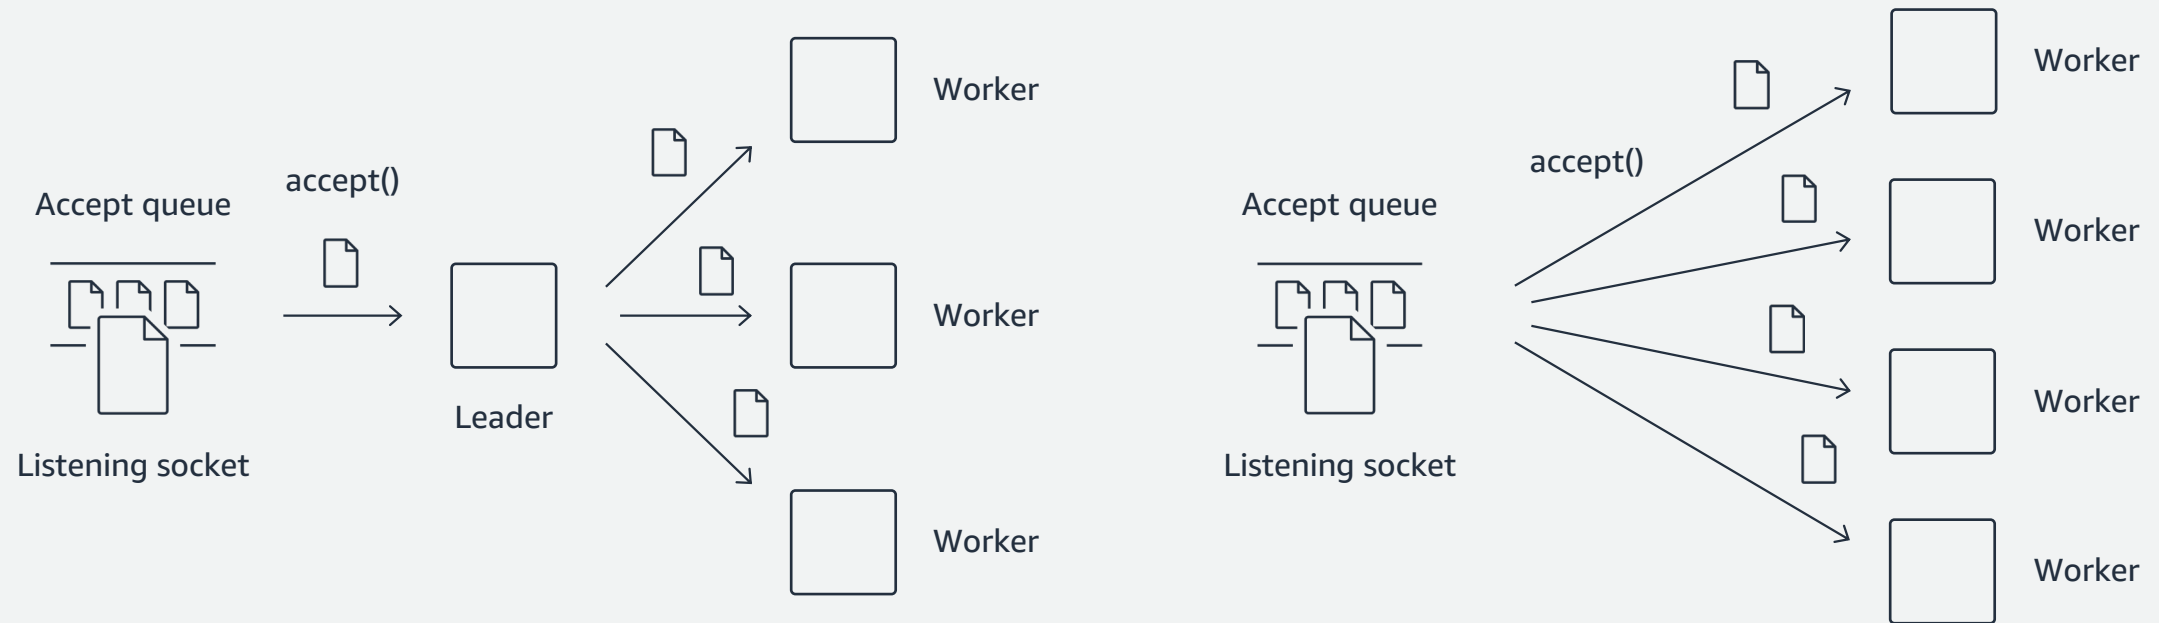 Accept queue
accept()
Listening socket
Leader
Worker
Worker
Worker
Accept queue
accept()
Listening socket
Worker
Worker
Worker
Worker